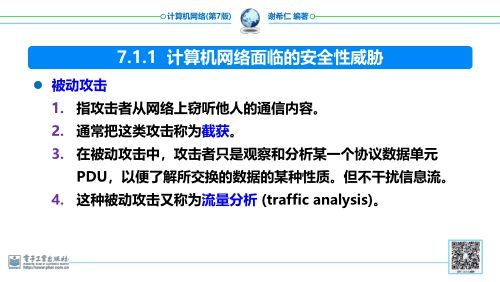 计算机网络(第7版)
谢希仁 编著
7.1.1 计算机网络面临的安全性威胁
● 被动攻击
1. 指攻击者从网络上窃听他人的通信内容。
2. 通常把这类攻击称为截获。
3. 在被动攻击中，攻击者只是观察和分析某一个协议数据单元
PDU，以便了解所交换的数据的某种性质。但不干扰信息流。
4. 这种被动攻击又称为流量分析 (traffic analysis)。
电子工业出版社
http://www.phei.com.cn